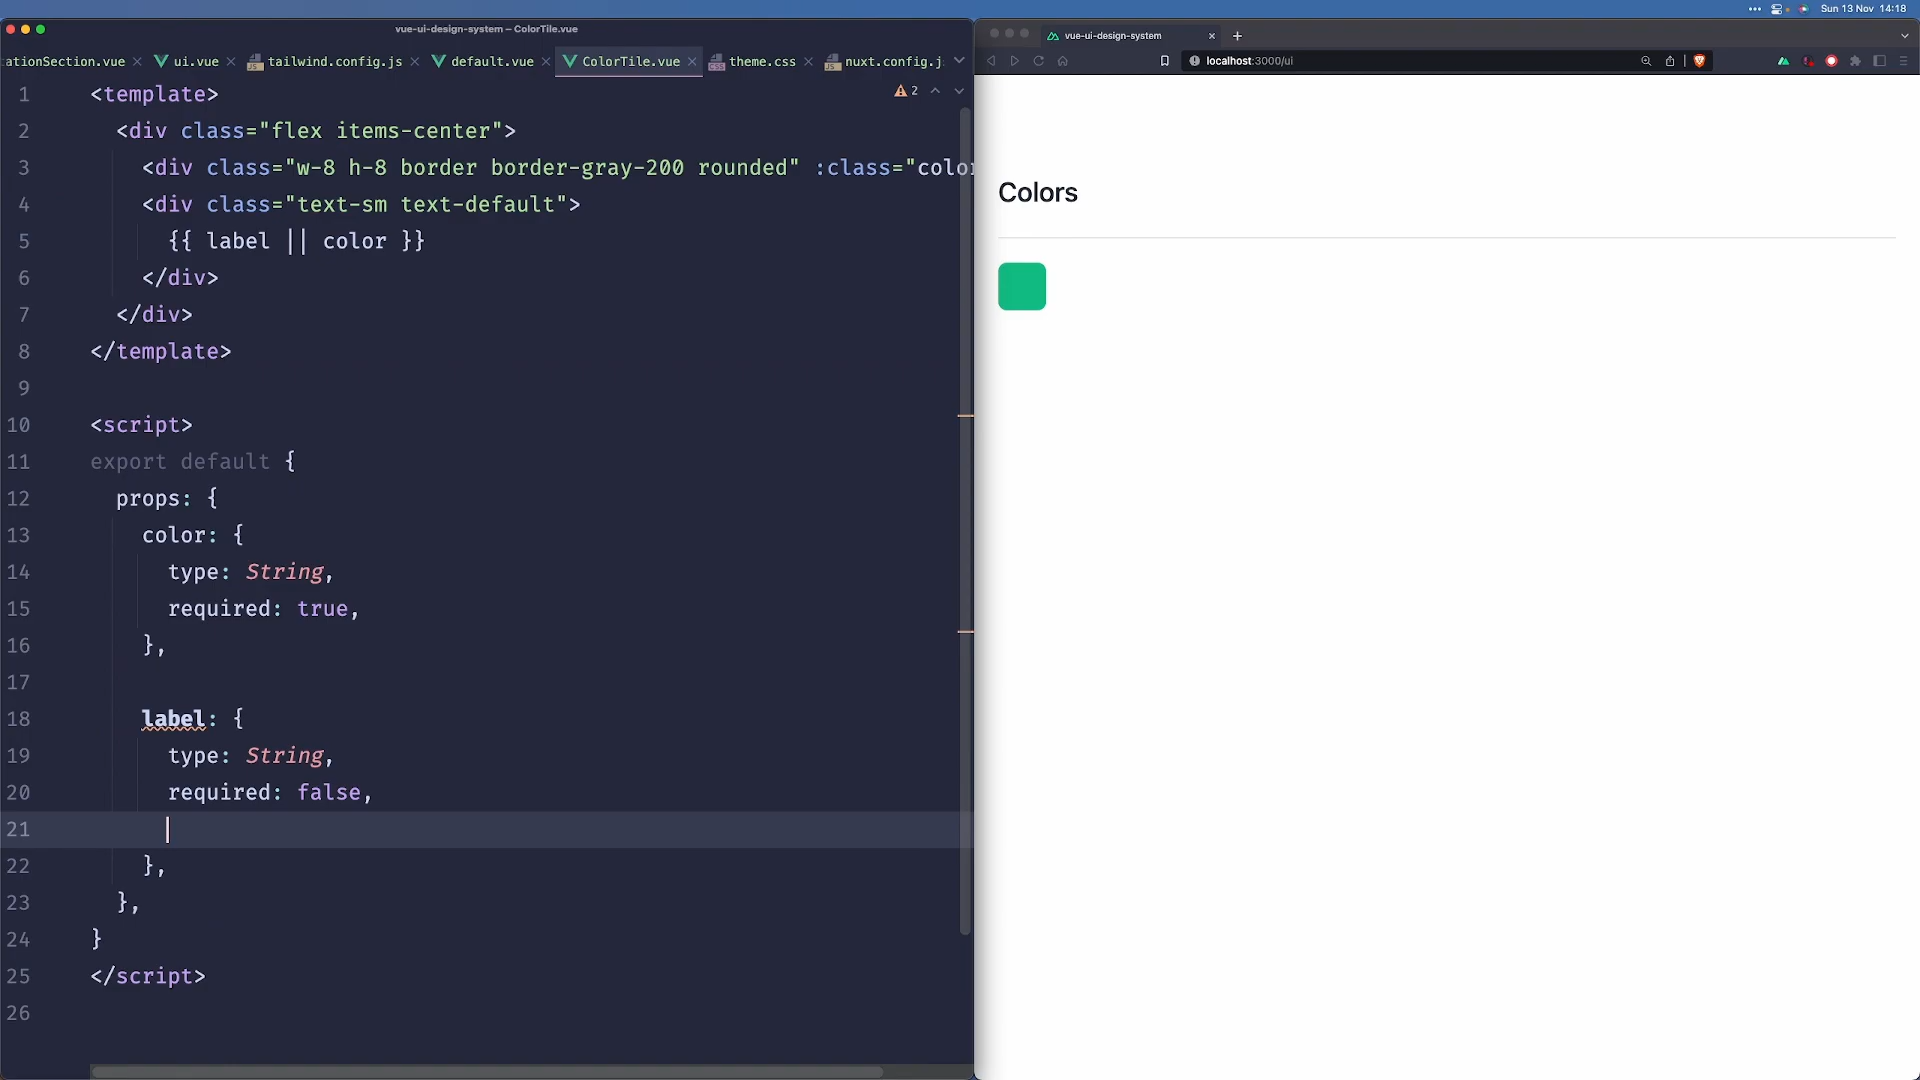 Sun 13 Nov 14:18
vue-ui-design-system – ColorTile.vue
ationSection.vue
ui.vue
tailwind.config.js
default.vue
ColorTile.vue
theme.css
nuxt.config.j
2
1 <template>
2 <div class="flex items-center">
3 <div class="w-8 h-8 border border-gray-200 rounded" :class="color
4 <div class="text-sm text-default">
5 {{ label || color }}
6 </div>
7 </div>
8 </template>
9
10 <script>
11 export default {
12 props: {
13 color: {
14 type: String,
15 required: true,
16 },
17
18 label: {
19 type: String,
20 required: false,
21
22 },
23 },
24 }
25 </script>
26
vue-ui-design-system
localhost:3000/ui
Colors